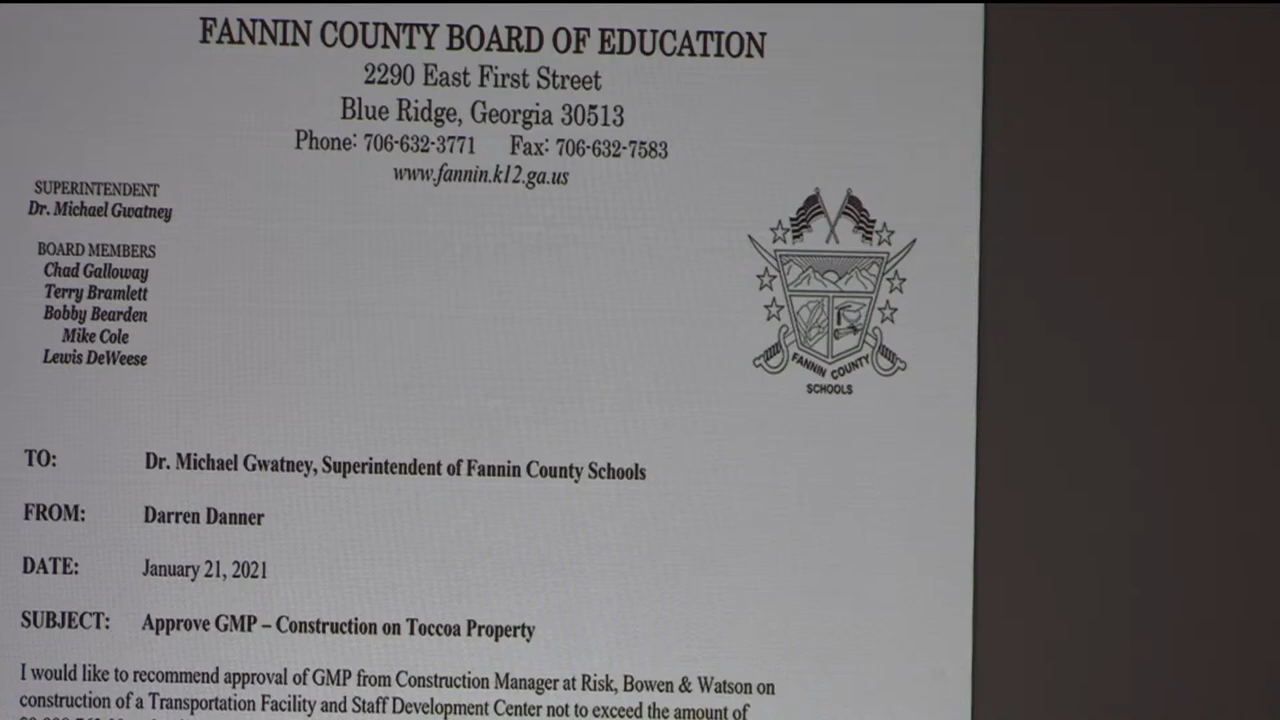 FANNIN COUNTY BOARD OF EDUCATION
2290 East First Street
Blue Ridge, Georgia 30513
Phone: 706-632-3771 Fax: 706-632-7583
www.fannin.k12.ga.us
SUPERINTENDENT
Dr. Michael Gwatney
BOARD MEMBERS
Chad Galloway
Terry Bramlett
Bobby Bearden
Mike Cole
Lewis DeWeese
FANNIN COUNTY
SCHOOLS
TO: Dr. Michael Gwatney, Superintendent of Fannin County Schools
FROM: Darren Danner
DATE: January 21, 2021
SUBJECT: Approve GMP – Construction on Toccoa Property
I would like to recommend approval of GMP from Construction Manager at Risk, Bowen & Watson on
construction of a Transportation Facility and Staff Development Center not to exceed the amount of